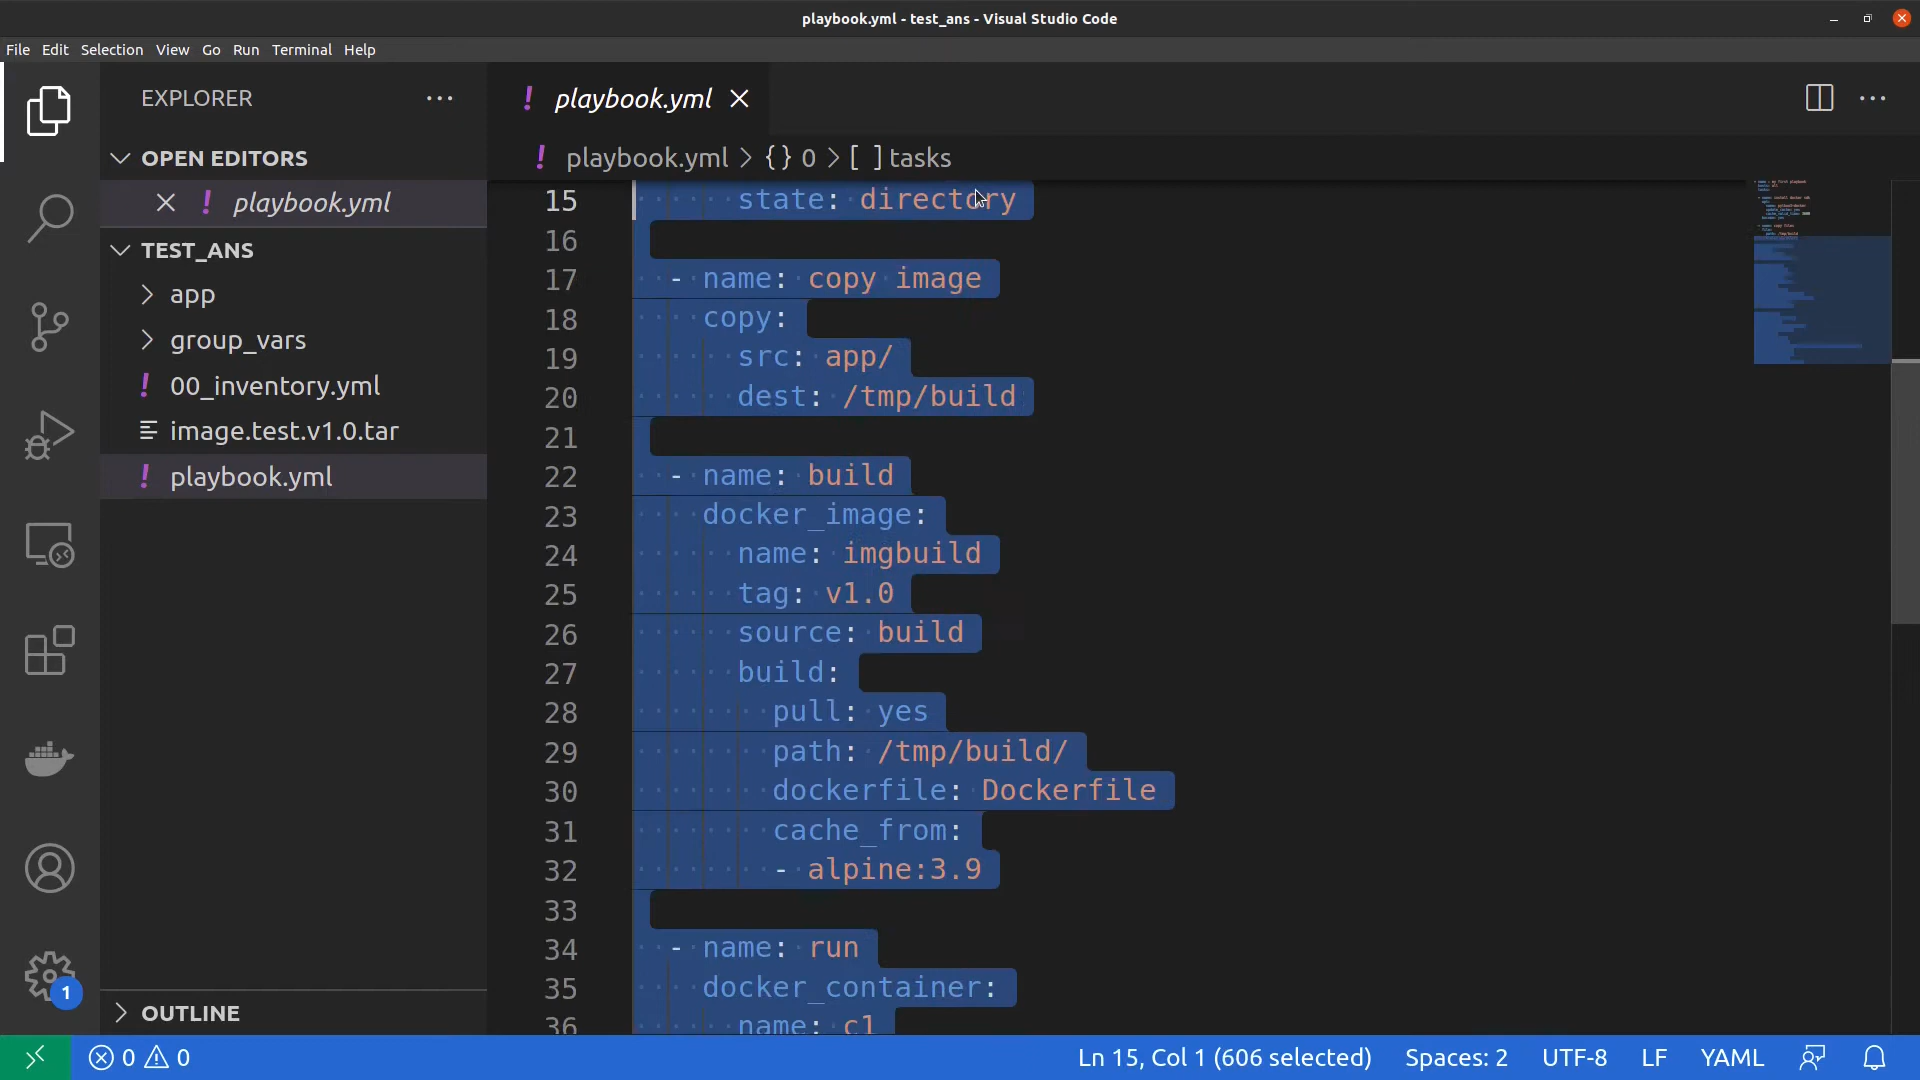 playbook.yml - test_ans - Visual Studio Code
File Edit Selection View Go Run Terminal Help
EXPLORER
playbook.yml
playbook.yml > {} 0 > [ ] tasks
OPEN EDITORS
playbook.yml
TEST_ANS
app
group_vars
00_inventory.yml
image.test.v1.0.tar
playbook.yml
OUTLINE
15 state: directory
16
17 - name: copy image
18 copy:
19 src: app/
20 dest: /tmp/build
21
22 - name: build
23 docker_image:
24 name: imgbuild
25 tag: v1.0
26 source: build
27 build:
28 pull: yes
29 path: /tmp/build/
30 dockerfile: Dockerfile
31 cache_from:
32 - alpine:3.9
33
34 - name: run
35 docker_container:
36 name: c1
1
0 0 Ln 15, Col 1 (606 selected) Spaces: 2 UTF-8 LF YAML